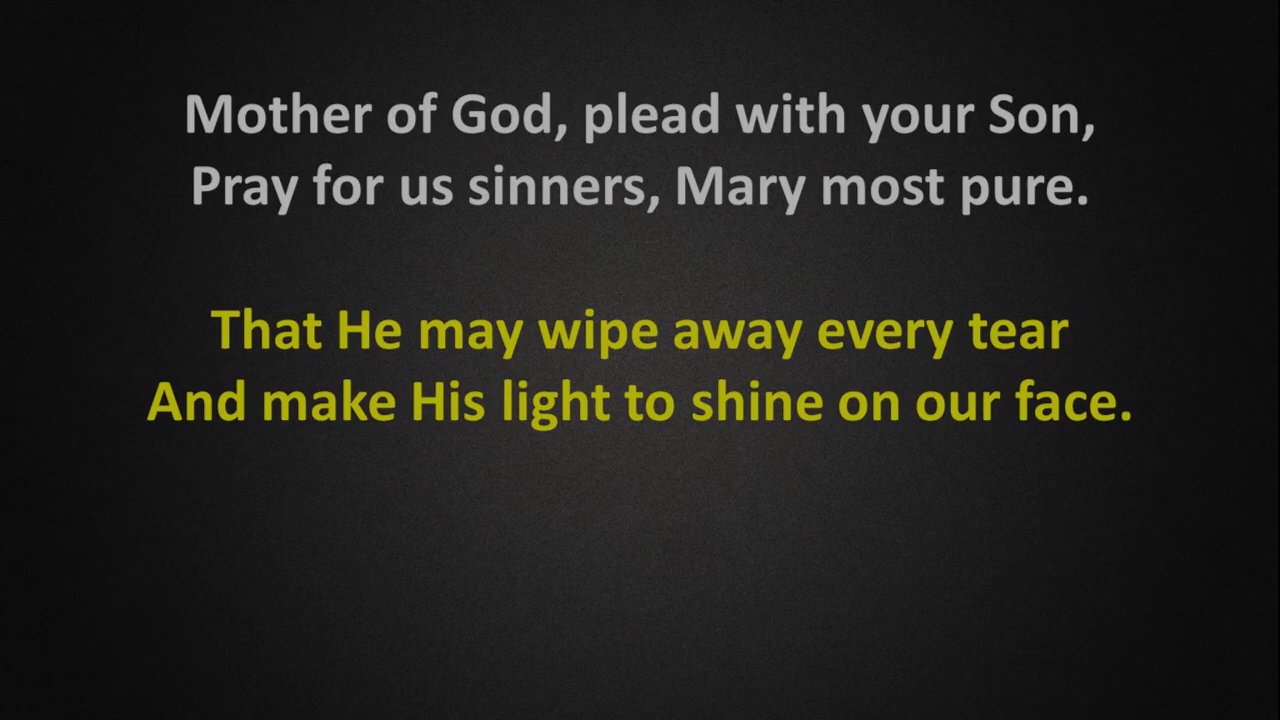 Mother of God, plead with your Son,
Pray for us sinners, Mary most pure.
That He may wipe away every tear
And make His light to shine on our face.